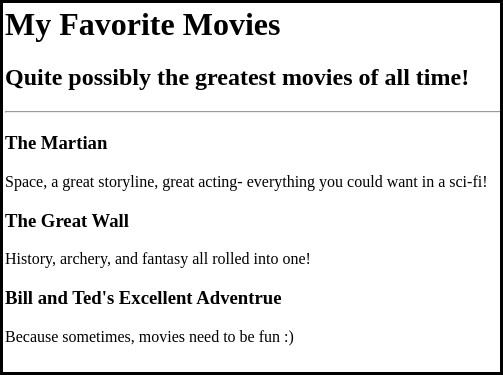 My Favorite Movies
Quite possibly the greatest movies of all time!
The Martian
Space, a great storyline, great acting- everything you could want in a sci-fi!
The Great Wall
History, archery, and fantasy all rolled into one!
Bill and Ted's Excellent Adventrue
Because sometimes, movies need to be fun :)